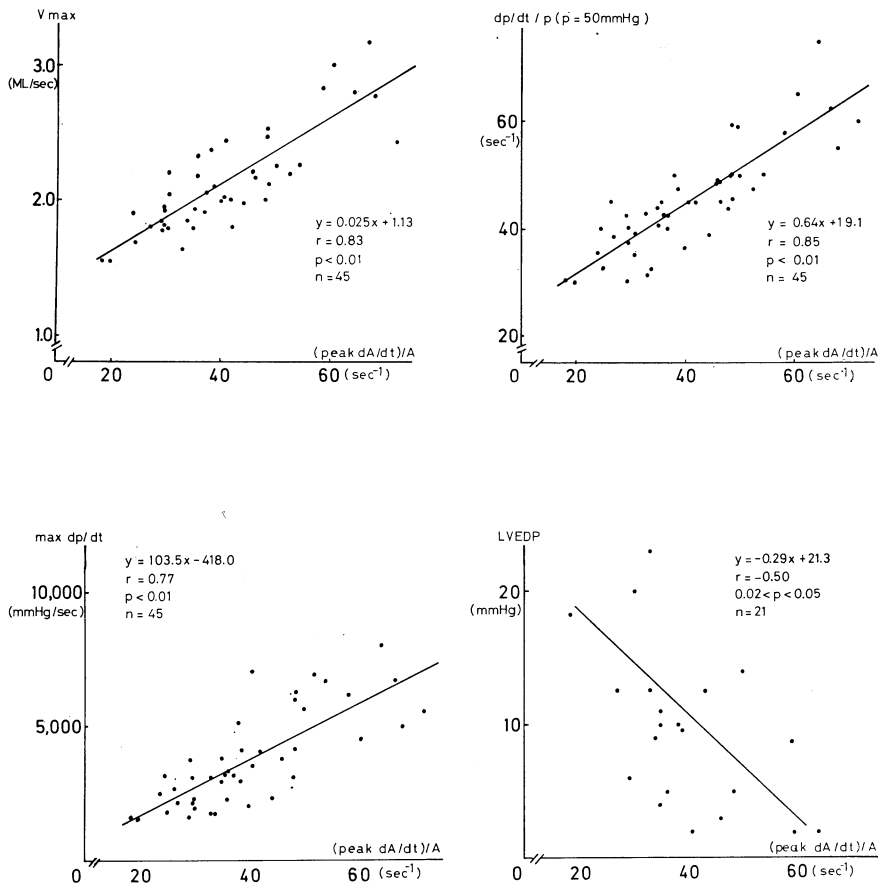 V max
3.0
(ML/sec)
2.0
1.0
y = 0.025x + 1.13
r = 0.83
p < 0.01
n = 45
(peak dA/dt)/A
0 20 40 60 (sec⁻¹)
dp/dt / p ( p = 50mmHg )
60
(sec⁻¹)
40
20
y = 0.64x + 19.1
r = 0.85
p < 0.01
n = 45
(peak dA/dt)/A
0 20 40 60 (sec⁻¹)
max dp/dt
10,000
(mmHg/sec)
5,000
y = 103.5x − 418.0
r = 0.77
p < 0.01
n = 45
(peak dA/dt)/A
0 20 40 60 (sec⁻¹)
LVEDP
20
(mmHg)
10
y = −0.29x + 21.3
r = −0.50
0.02 < p < 0.05
n = 21
(peak dA/dt)/A
0 20 40 60 (sec⁻¹)